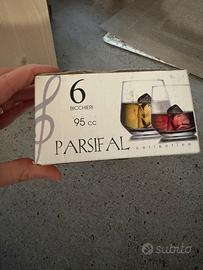 6
BICCHIERI
95 cc
PARSIFAL
collection
subito